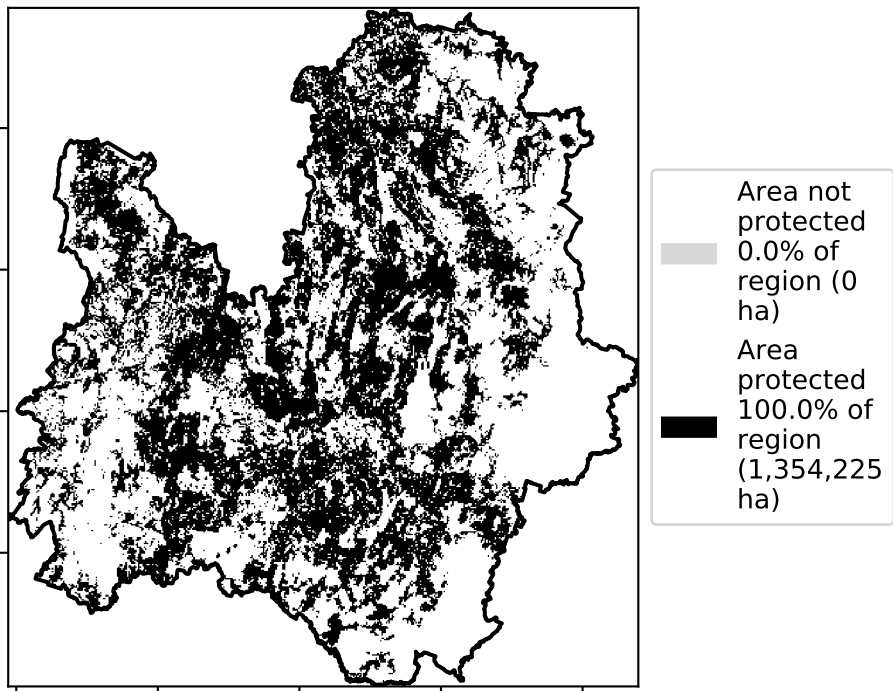 Area not
protected
0.0% of
region (0
ha)
Area
protected
100.0% of
region
(1,354,225
ha)